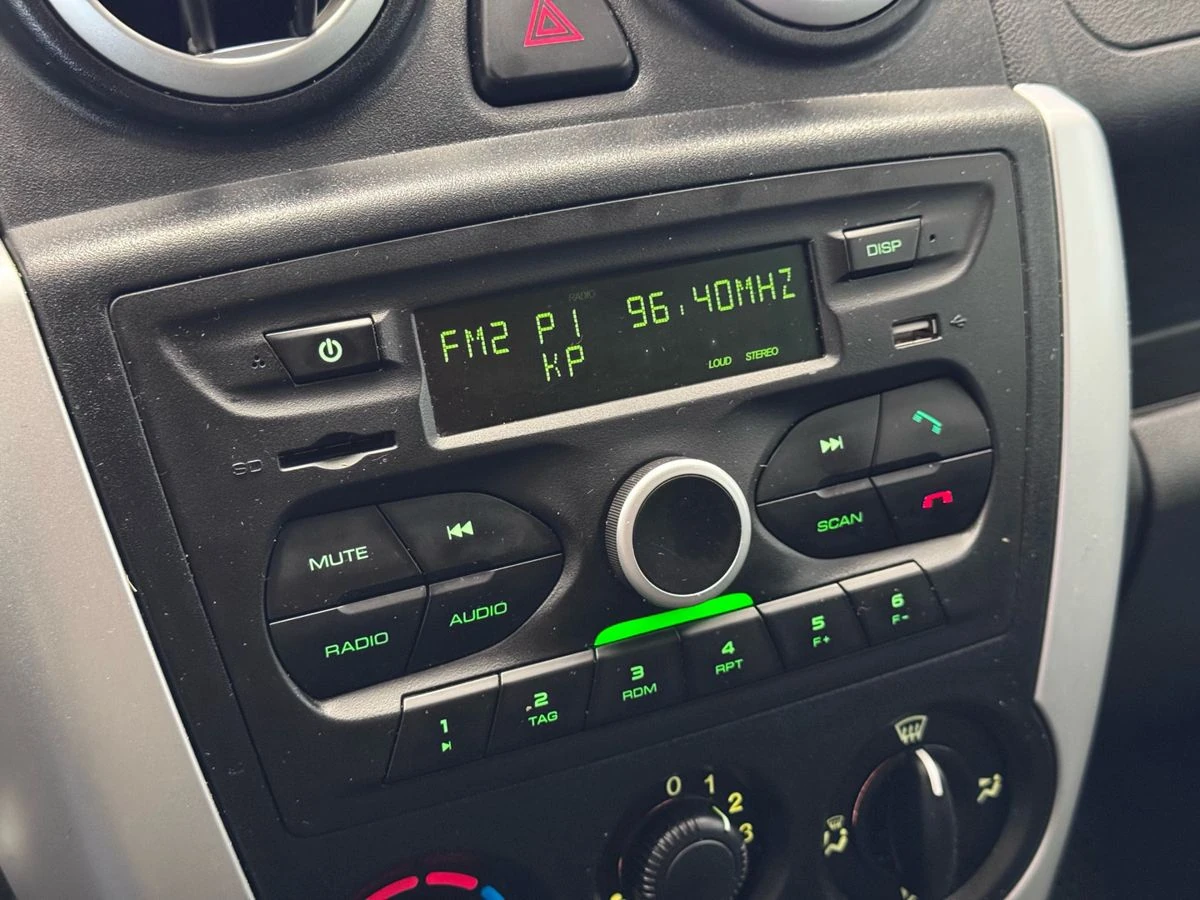 RADIO
FM2 P1 96.40MHZ
KP
LOUD STEREO
DISP
SD
MUTE
RADIO
AUDIO
SCAN
1
2
TAG
3
RDM
4
RPT
5
F+
6
F-
0
1
2
3